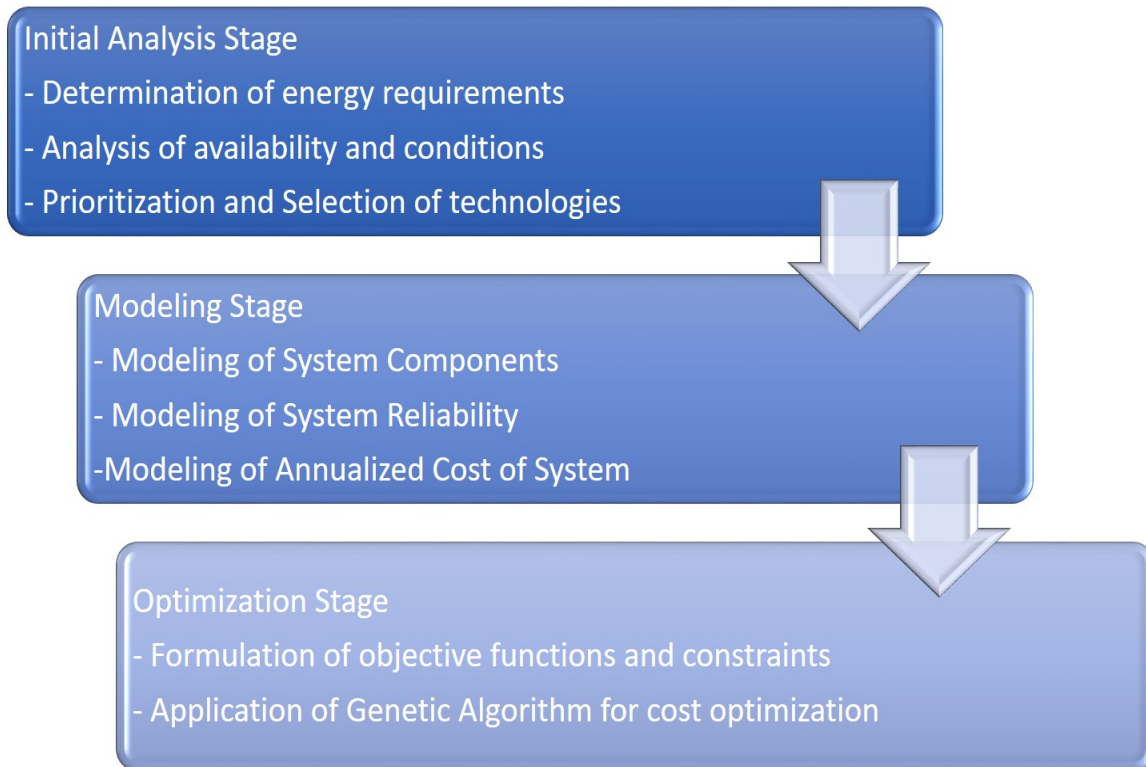 Initial Analysis Stage
- Determination of energy requirements
- Analysis of availability and conditions
- Prioritization and Selection of technologies
Modeling Stage
- Modeling of System Components
- Modeling of System Reliability
-Modeling of Annualized Cost of System
Optimization Stage
- Formulation of objective functions and constraints
- Application of Genetic Algorithm for cost optimization